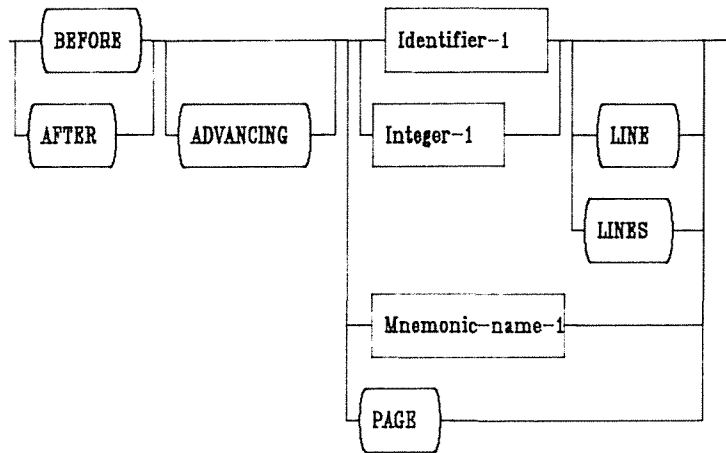 BEFORE
AFTER
ADVANCING
Identifier-1
Integer-1
LINE
LINES
Mnemonic-name-1
PAGE